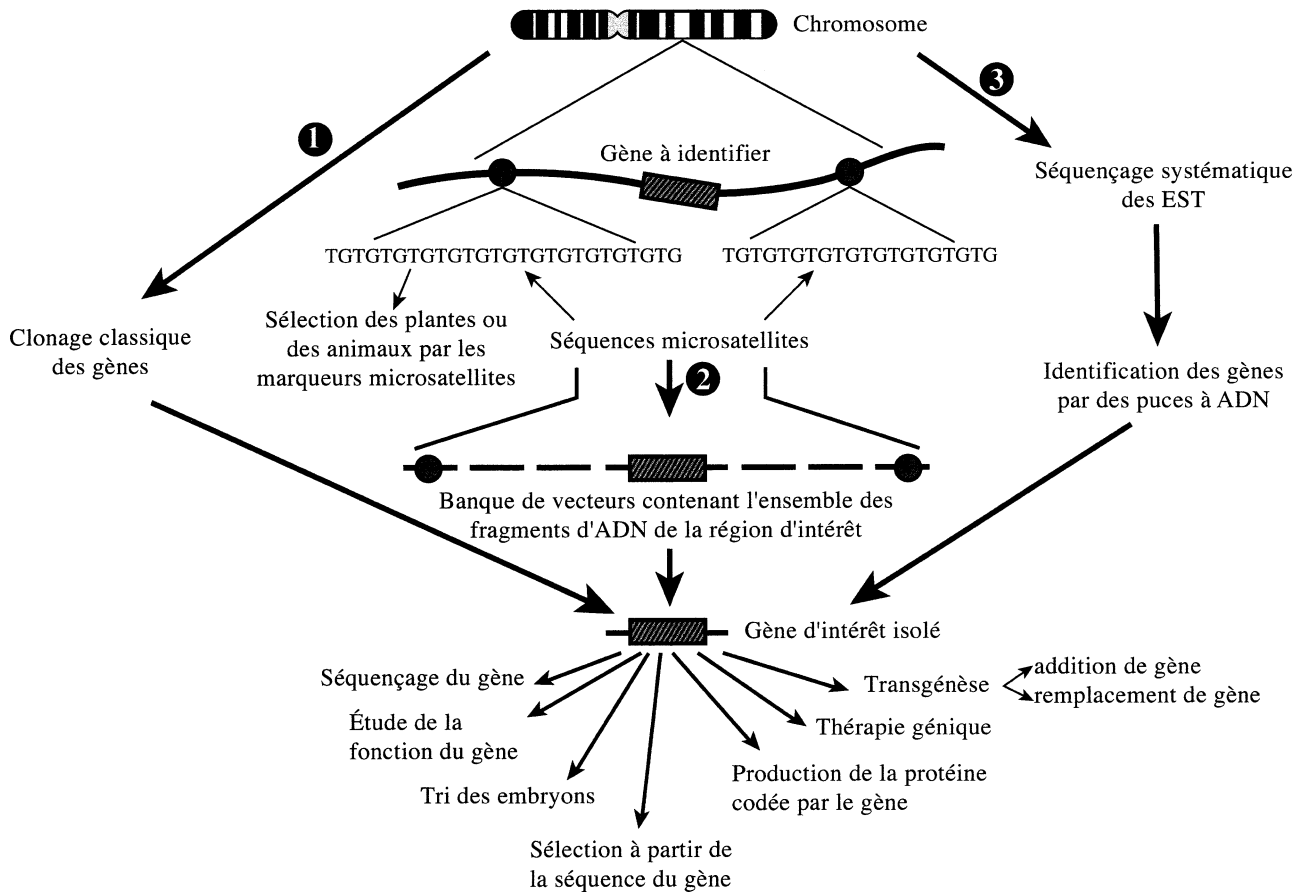 Chromosome
3
1
Gène à identifier
Séquençage systématique
des EST
TGTGTGTGTGTGTGTGTGTGTGTGTG
TGTGTGTGTGTGTGTGTGTG
Sélection des plantes ou
des animaux par les
marqueurs microsatellites
Séquences microsatellites
Clonage classique
des gènes
2
Identification des gènes
par des puces à ADN
Banque de vecteurs contenant l'ensemble des
fragments d'ADN de la région d'intérêt
Gène d'intérêt isolé
Séquençage du gène
Transgénèse
addition de gène
remplacement de gène
Étude de la
fonction du gène
Thérapie génique
Tri des embryons
Production de la protéine
codée par le gène
Sélection à partir de
la séquence du gène